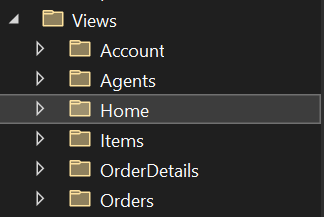 Views
Account
Agents
Home
Items
OrderDetails
Orders